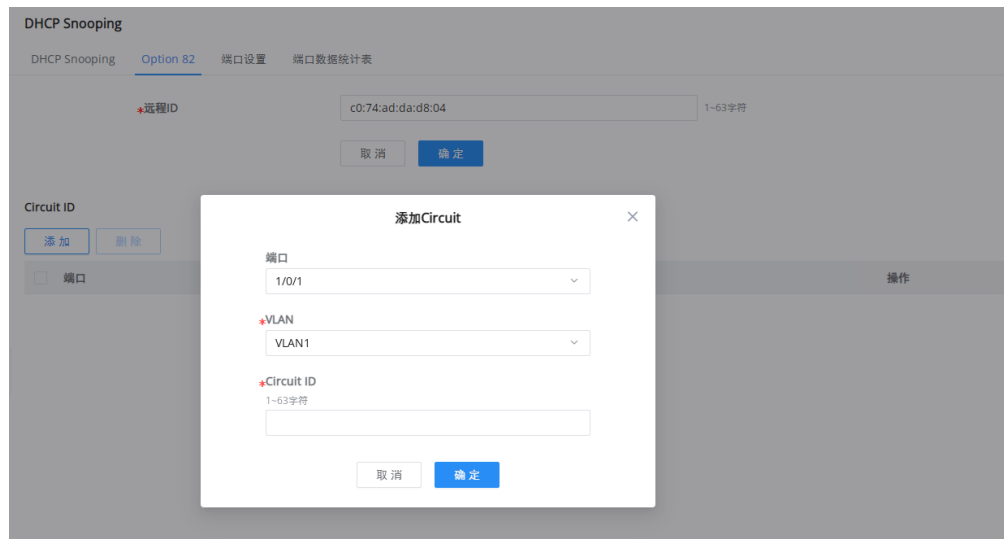 DHCP Snooping
DHCP Snooping Option 82 端口设置 端口数据统计表
*远程ID c0:74:ad:da:d8:04 1~63字符
取消 确定
Circuit ID
添加 删除
端口 操作
添加Circuit
端口
1/0/1
*VLAN
VLAN1
*Circuit ID
1~63字符
取消 确定